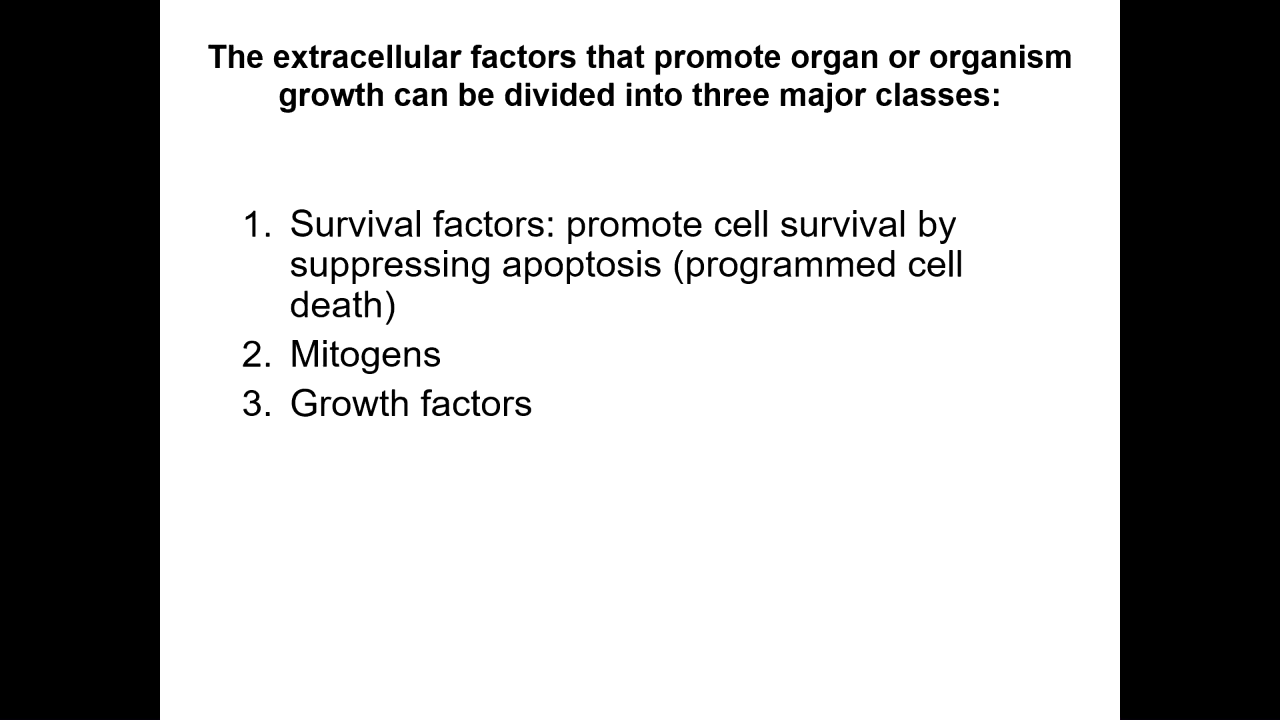 The extracellular factors that promote organ or organism
growth can be divided into three major classes:
1. Survival factors: promote cell survival by
suppressing apoptosis (programmed cell
death)
2. Mitogens
3. Growth factors